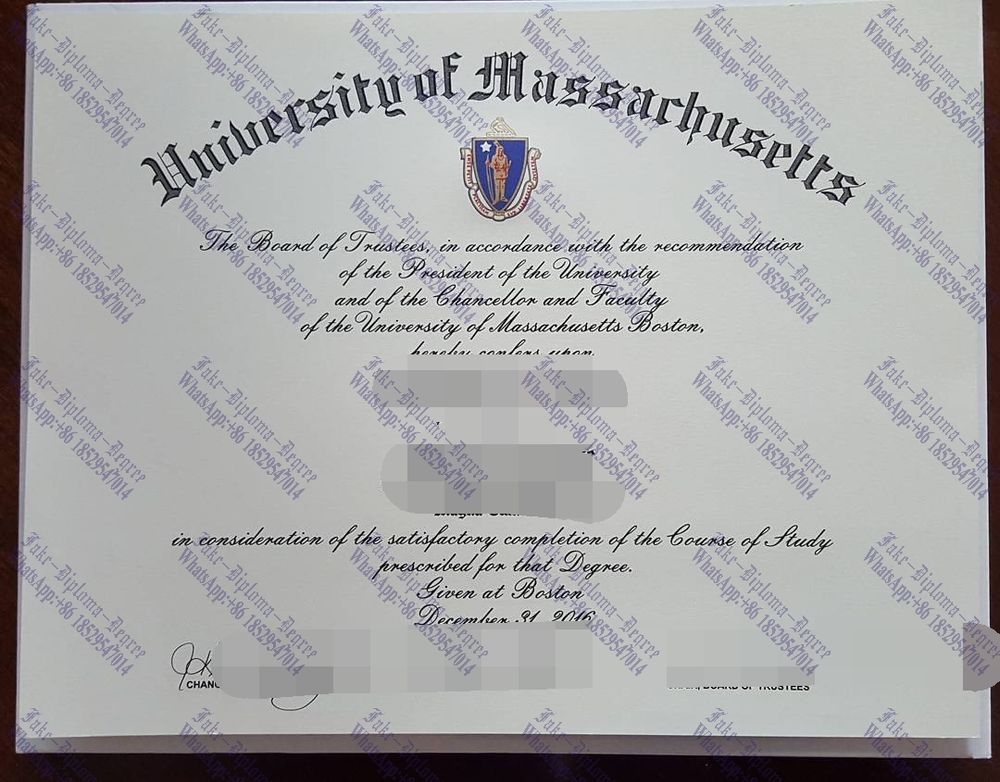 University of Massachusetts
The Board of Trustees, in accordance with the recommendation
of the President of the University
and of the Chancellor and Faculty
of the University of Massachusetts Boston,
hereby confers upon
in consideration of the satisfactory completion of the Course of Study
prescribed for that Degree.
Given at Boston
December 31, 2016
BOARD OF TRUSTEES
Fake-Diploma-Degree
WhatsApp:+86 18529547014